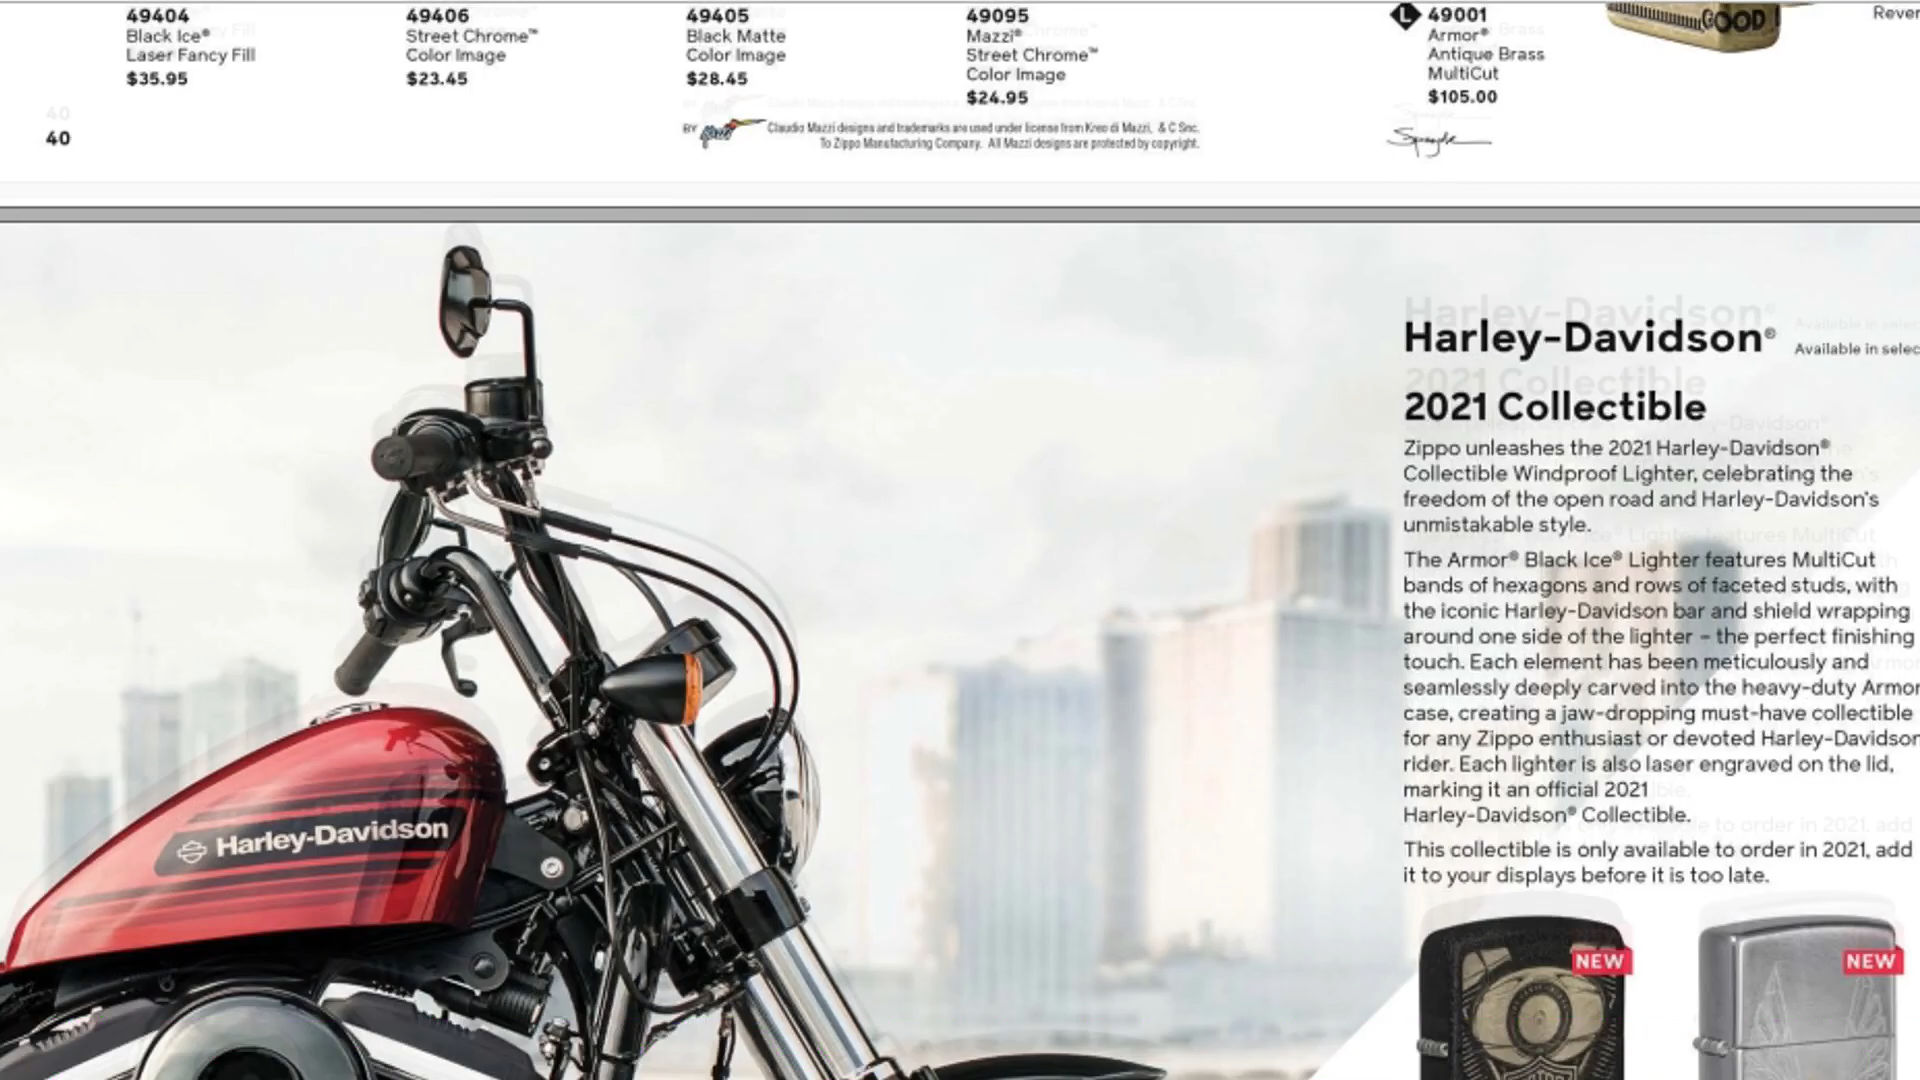 49404
Black Ice®
Laser Fancy Fill
$35.95
49406
Street Chrome™
Color Image
$23.45
49405
Black Matte
Color Image
$28.45
49095
Mazzi®
Street Chrome™
Color Image
$24.95
L 49001
Armor®
Antique Brass
MultiCut
$105.00
GOOD
Rever
40
BY
Claudio Mazzi designs and trademarks are used under license from Kreo di Mazzi, & C Snc.
To Zippo Manufacturing Company. All Mazzi designs are protected by copyright.
Harley-Davidson®
Available in selec
2021 Collectible
Zippo unleashes the 2021 Harley-Davidson®
Collectible Windproof Lighter, celebrating the
freedom of the open road and Harley-Davidson's
unmistakable style.
The Armor® Black Ice® Lighter features MultiCut
bands of hexagons and rows of faceted studs, with
the iconic Harley-Davidson bar and shield wrapping
around one side of the lighter – the perfect finishing
touch. Each element has been meticulously and
seamlessly deeply carved into the heavy-duty Armor
case, creating a jaw-dropping must-have collectible
for any Zippo enthusiast or devoted Harley-Davidson
rider. Each lighter is also laser engraved on the lid,
marking it an official 2021
Harley-Davidson® Collectible.
This collectible is only available to order in 2021, add
it to your displays before it is too late.
Harley-Davidson
NEW
NEW